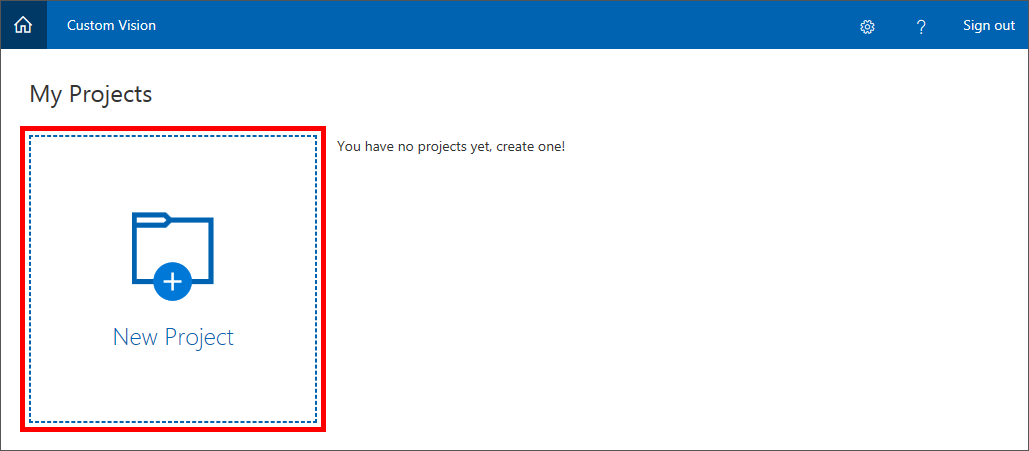 Custom Vision
?
Sign out
My Projects
You have no projects yet, create one!
New Project